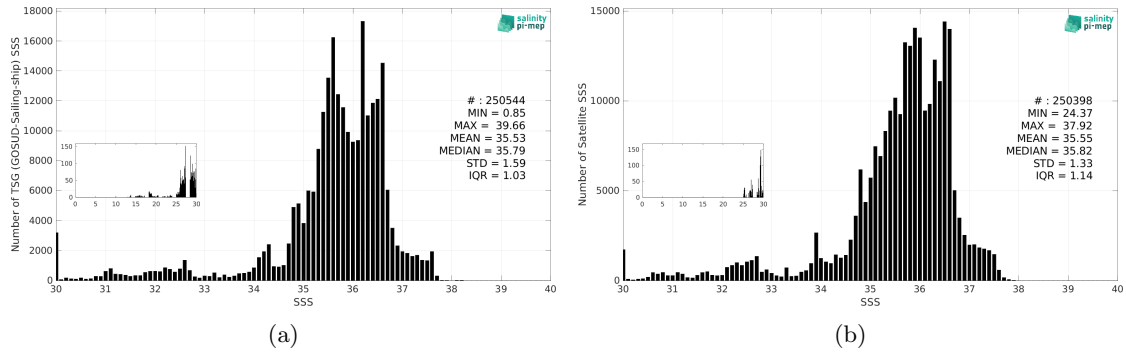 18000
16000
14000
12000
10000
8000
6000
4000
2000
0
Number of TSG (GOSUD-Sailing-ship) SSS
salinity
pi-mep
# : 250544
MIN = 0.85
MAX = 39.66
MEAN = 35.53
MEDIAN = 35.79
STD = 1.59
IQR = 1.03
150
100
50
0
0 5 10 15 20 25 30
30 31 32 33 34 35 36 37 38 39 40
SSS
(a)
15000
10000
5000
0
Number of Satellite SSS
salinity
pi-mep
# : 250398
MIN = 24.37
MAX = 37.92
MEAN = 35.55
MEDIAN = 35.82
STD = 1.33
IQR = 1.14
150
100
50
0
0 5 10 15 20 25 30
30 31 32 33 34 35 36 37 38 39 40
SSS
(b)